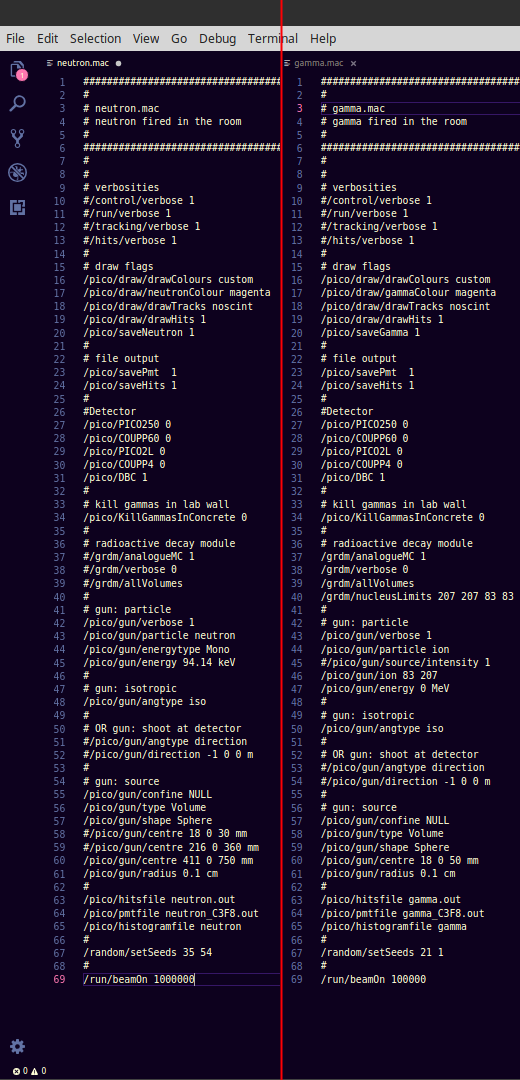 File Edit Selection View Go Debug Terminal Help
neutron.mac
1 ##############################
2 #
3 # neutron.mac
4 # neutron fired in the room
5 #
6 ##############################
7 #
8 #
9 # verbosities
10 #/control/verbose 1
11 #/run/verbose 1
12 #/tracking/verbose 1
13 #/hits/verbose 1
14 #
15 # draw flags
16 /pico/draw/drawColours custom
17 /pico/draw/neutronColour magenta
18 /pico/draw/drawTracks noscint
19 /pico/draw/drawHits 1
20 /pico/saveNeutron 1
21 #
22 # file output
23 /pico/savePmt  1
24 /pico/saveHits 1
25 #
26 #Detector
27 /pico/PICO250 0
28 /pico/COUPP60 0
29 /pico/PICO2L 0
30 /pico/COUPP4 0
31 /pico/DBC 1
32 #
33 # kill gammas in lab wall
34 /pico/KillGammasInConcrete 0
35 #
36 # radioactive decay module
37 #/grdm/analogueMC 1
38 #/grdm/verbose 0
39 #/grdm/allVolumes
40 #
41 # gun: particle
42 /pico/gun/verbose 1
43 /pico/gun/particle neutron
44 /pico/gun/energytype Mono
45 /pico/gun/energy 94.14 keV
46 #
47 # gun: isotropic
48 /pico/gun/angtype iso
49 #
50 # OR gun: shoot at detector
51 #/pico/gun/angtype direction
52 #/pico/gun/direction -1 0 0 m
53 #
54 # gun: source
55 /pico/gun/confine NULL
56 /pico/gun/type Volume
57 /pico/gun/shape Sphere
58 #/pico/gun/centre 18 0 30 mm
59 #/pico/gun/centre 216 0 360 mm
60 /pico/gun/centre 411 0 750 mm
61 /pico/gun/radius 0.1 cm
62 #
63 /pico/hitsfile neutron.out
64 /pico/pmtfile neutron_C3F8.out
65 /pico/histogramfile neutron
66 #
67 /random/setSeeds 35 54
68 #
69 /run/beamOn 1000000
gamma.mac
1 ##############################
2 #
3 # gamma.mac
4 # gamma fired in the room
5 #
6 ##############################
7 #
8 #
9 # verbosities
10 #/control/verbose 1
11 #/run/verbose 1
12 #/tracking/verbose 1
13 #/hits/verbose 1
14 #
15 # draw flags
16 /pico/draw/drawColours custom
17 /pico/draw/gammaColour magenta
18 /pico/draw/drawTracks noscint
19 /pico/draw/drawHits 1
20 /pico/saveGamma 1
21 #
22 # file output
23 /pico/savePmt  1
24 /pico/saveHits 1
25 #
26 #Detector
27 /pico/PICO250 0
28 /pico/COUPP60 0
29 /pico/PICO2L 0
30 /pico/COUPP4 0
31 /pico/DBC 1
32 #
33 # kill gammas in lab wall
34 /pico/KillGammasInConcrete 0
35 #
36 # radioactive decay module
37 /grdm/analogueMC 1
38 /grdm/verbose 0
39 /grdm/allVolumes
40 /grdm/nucleusLimits 207 207 83 83
41 #
42 # gun: particle
43 /pico/gun/verbose 1
44 /pico/gun/particle ion
45 #/pico/gun/source/intensity 1
46 /pico/gun/ion 83 207
47 /pico/gun/energy 0 MeV
48 #
49 # gun: isotropic
50 /pico/gun/angtype iso
51 #
52 # OR gun: shoot at detector
53 #/pico/gun/angtype direction
54 #/pico/gun/direction -1 0 0 m
55 #
56 # gun: source
57 /pico/gun/confine NULL
58 /pico/gun/type Volume
59 /pico/gun/shape Sphere
60 /pico/gun/centre 18 0 50 mm
61 /pico/gun/radius 0.1 cm
62 #
63 /pico/hitsfile gamma.out
64 /pico/pmtfile gamma_C3F8.out
65 /pico/histogramfile gamma
66 #
67 /random/setSeeds 21 1
68 #
69 /run/beamOn 100000
1
0 0